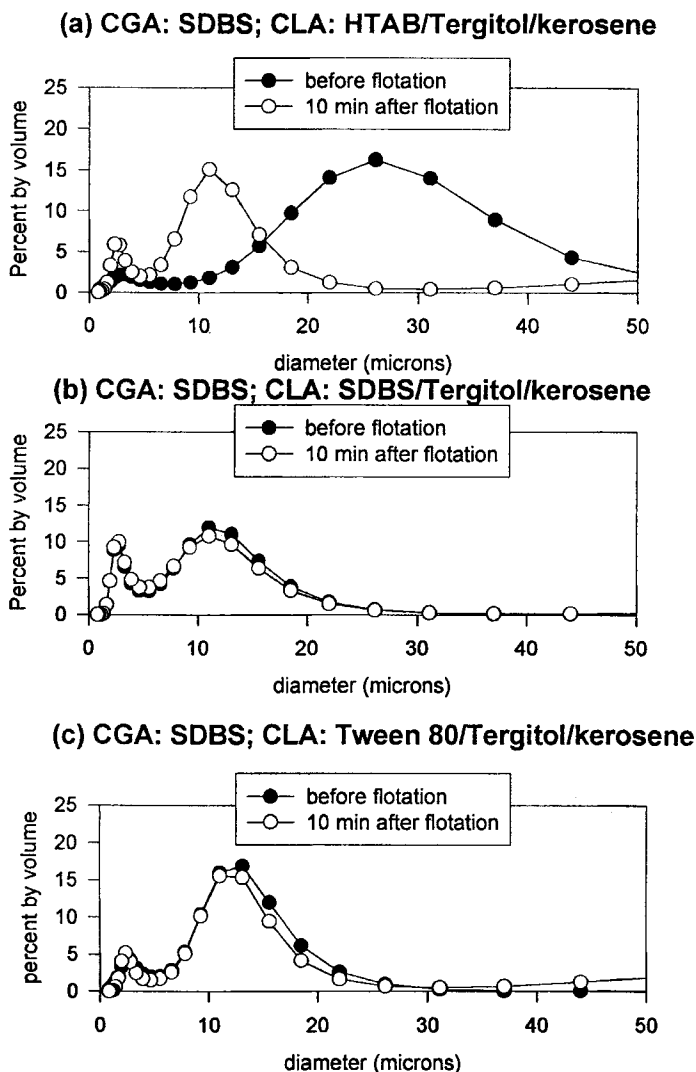 (a) CGA: SDBS; CLA: HTAB/Tergitol/kerosene
before flotation
10 min after flotation
25
20
15
10
5
0
Percent by volume
0 10 20 30 40 50
diameter (microns)
(b) CGA: SDBS; CLA: SDBS/Tergitol/kerosene
before flotation
10 min after flotation
25
20
15
10
5
0
Percent by volume
0 10 20 30 40 50
diameter (microns)
(c) CGA: SDBS; CLA: Tween 80/Tergitol/kerosene
before flotation
10 min after flotation
25
20
15
10
5
0
percent by volume
0 10 20 30 40 50
diameter (microns)